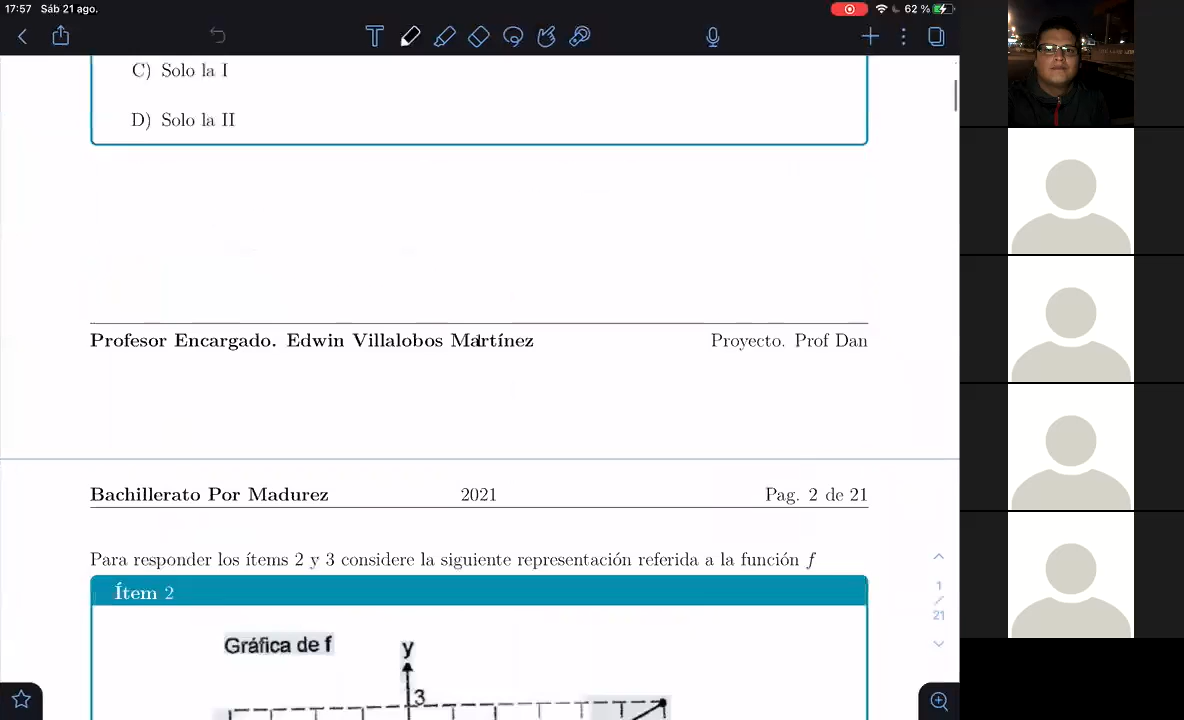 17:57 Sáb 21 ago.
62 %
C) Solo la I
D) Solo la II
Profesor Encargado. Edwin Villalobos Martínez
Proyecto. Prof Dan
Bachillerato Por Madurez 2021 Pag. 2 de 21
Para responder los ítems 2 y 3 considere la siguiente representación referida a la función f
Ítem 2
1
/
21
Gráfica de f
y
3